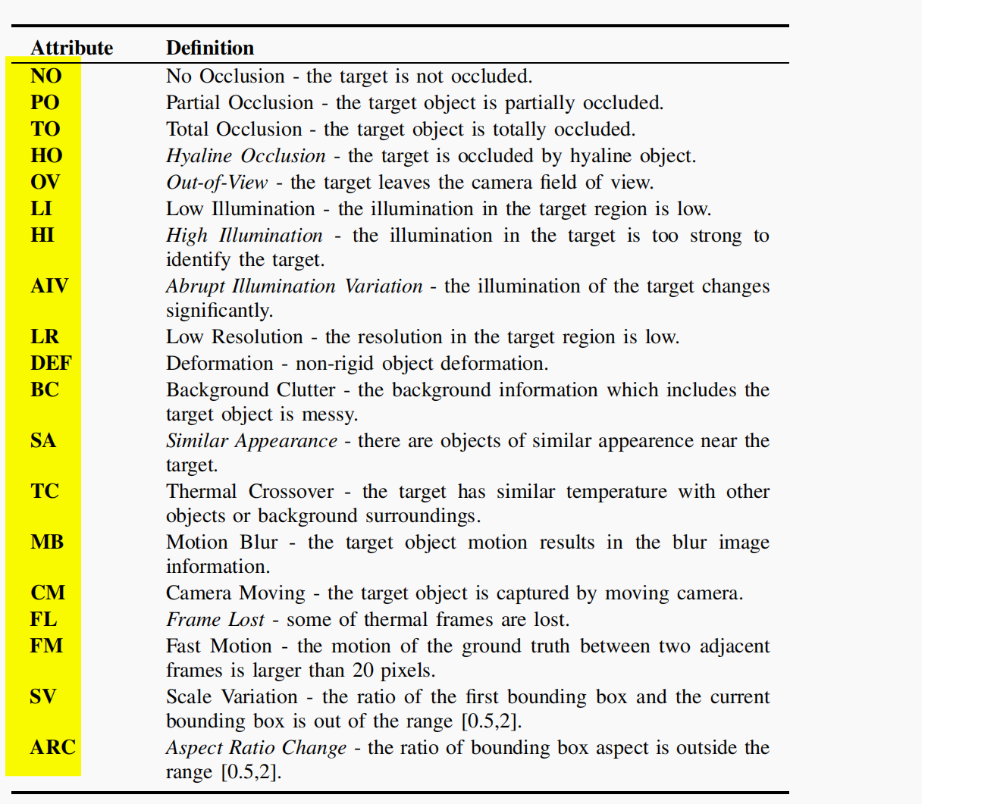 Attribute Definition
NO No Occlusion - the target is not occluded.
PO Partial Occlusion - the target object is partially occluded.
TO Total Occlusion - the target object is totally occluded.
HO Hyaline Occlusion - the target is occluded by hyaline object.
OV Out-of-View - the target leaves the camera field of view.
LI Low Illumination - the illumination in the target region is low.
HI High Illumination - the illumination in the target is too strong to
identify the target.
AIV Abrupt Illumination Variation - the illumination of the target changes
significantly.
LR Low Resolution - the resolution in the target region is low.
DEF Deformation - non-rigid object deformation.
BC Background Clutter - the background information which includes the
target object is messy.
SA Similar Appearance - there are objects of similar appearence near the
target.
TC Thermal Crossover - the target has similar temperature with other
objects or background surroundings.
MB Motion Blur - the target object motion results in the blur image
information.
CM Camera Moving - the target object is captured by moving camera.
FL Frame Lost - some of thermal frames are lost.
FM Fast Motion - the motion of the ground truth between two adjacent
frames is larger than 20 pixels.
SV Scale Variation - the ratio of the first bounding box and the current
bounding box is out of the range [0.5,2].
ARC Aspect Ratio Change - the ratio of bounding box aspect is outside the
range [0.5,2].